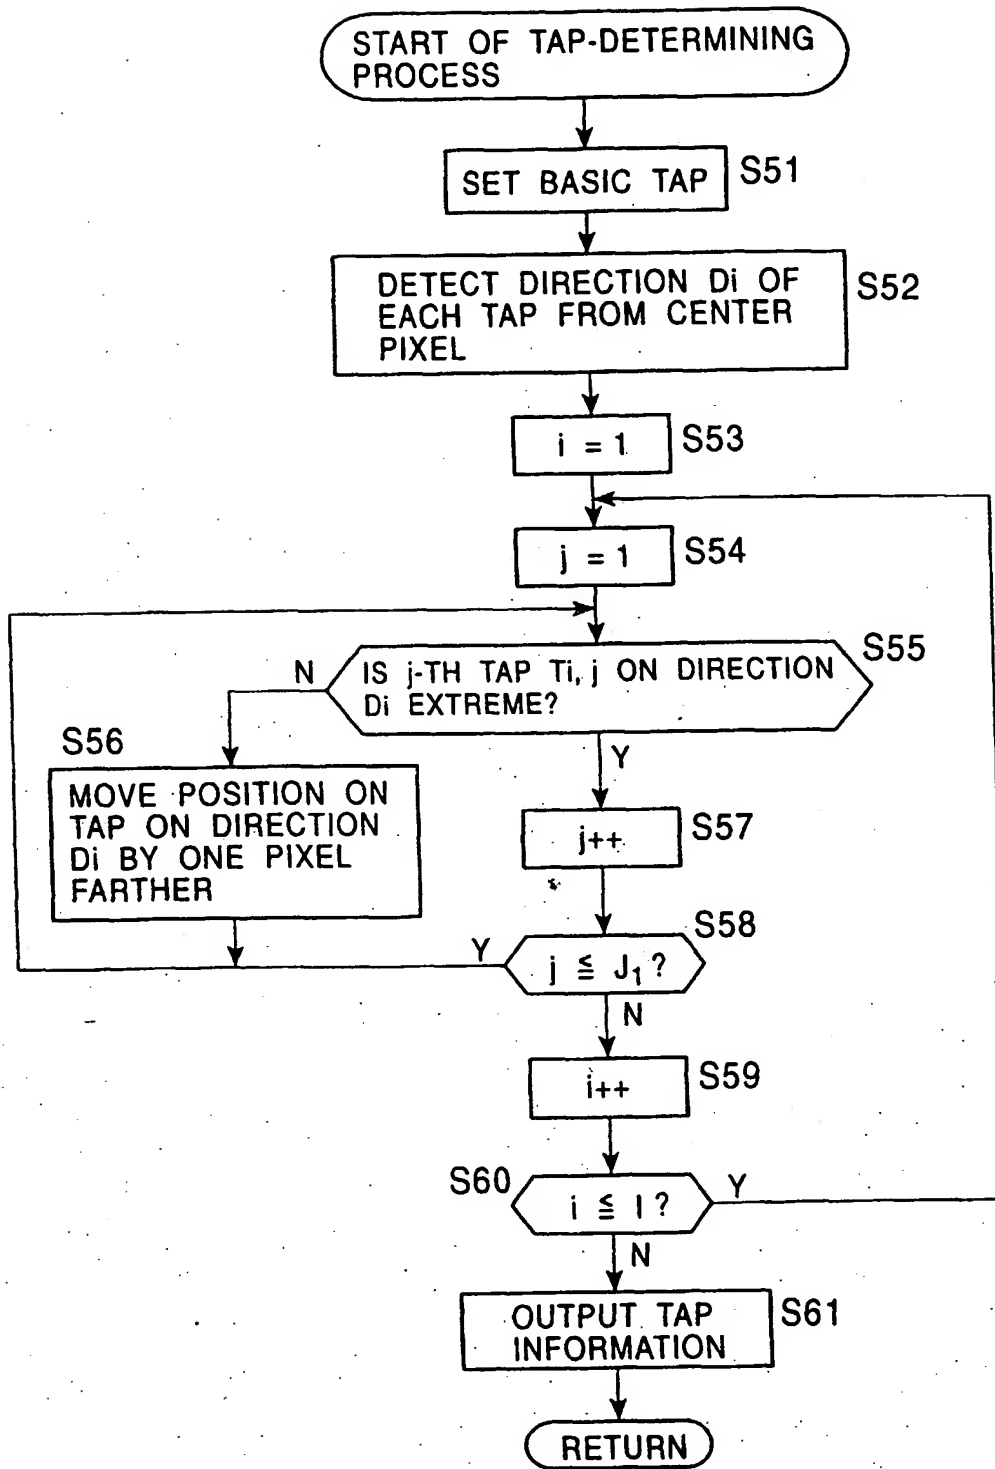 START OF TAP-DETERMINING
PROCESS
SET BASIC TAP
S51
DETECT DIRECTION Di OF
EACH TAP FROM CENTER
PIXEL
S52
i = 1
S53
j = 1
S54
IS j-TH TAP Ti, j ON DIRECTION
Di EXTREME?
S55
N
Y
S56
MOVE POSITION ON
TAP ON DIRECTION
Di BY ONE PIXEL
FARTHER
j++
S57
j ≦ J₁ ?
S58
Y
N
i++
S59
S60
i ≦ I ?
Y
N
OUTPUT TAP
INFORMATION
S61
RETURN